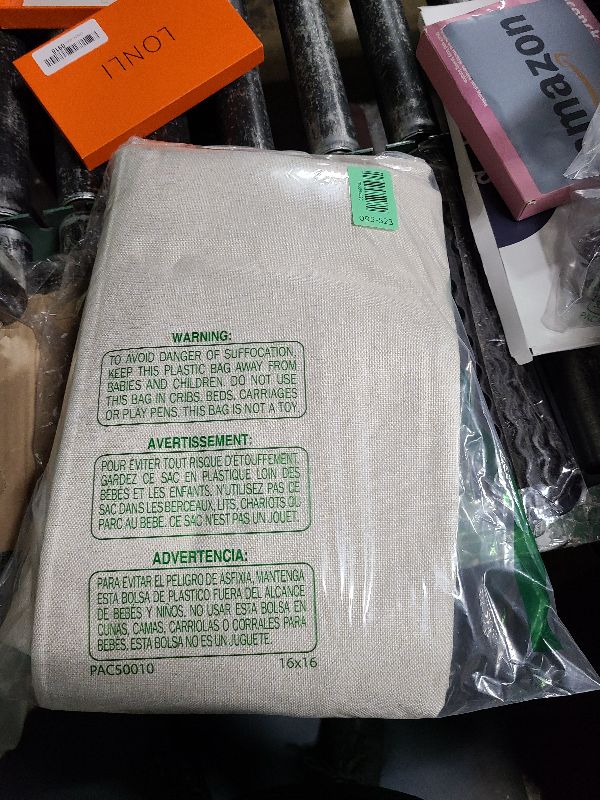 LONLI
amazon
WARNING:
TO AVOID DANGER OF SUFFOCATION,
KEEP THIS PLASTIC BAG AWAY FROM
BABIES AND CHILDREN. DO NOT USE
THIS BAG IN CRIBS, BEDS, CARRIAGES
OR PLAY PENS. THIS BAG IS NOT A TOY.
AVERTISSEMENT:
POUR ÉVITER TOUT RISQUE D'ÉTOUFFEMENT,
GARDEZ CE SAC EN PLASTIQUE LOIN DES
BÉBÉS ET LES ENFANTS. N'UTILISEZ PAS CE
SAC DANS LES BERCEAUX, LITS, CHARIOTS OU
PARC AU BEBE. CE SAC N'EST PAS UN JOUET.
ADVERTENCIA:
PARA EVITAR EL PELIGRO DE ASFIXIA, MANTENGA
ESTA BOLSA DE PLASTICO FUERA DEL ALCANCE
DE BEBÉS Y NIÑOS. NO USAR ESTA BOLSA EN
CUNAS, CAMAS, CARRIOLAS O CORRALES PARA
BEBÉS. ESTA BOLSA NO ES UN JUGUETE.
PAC50010 16x16